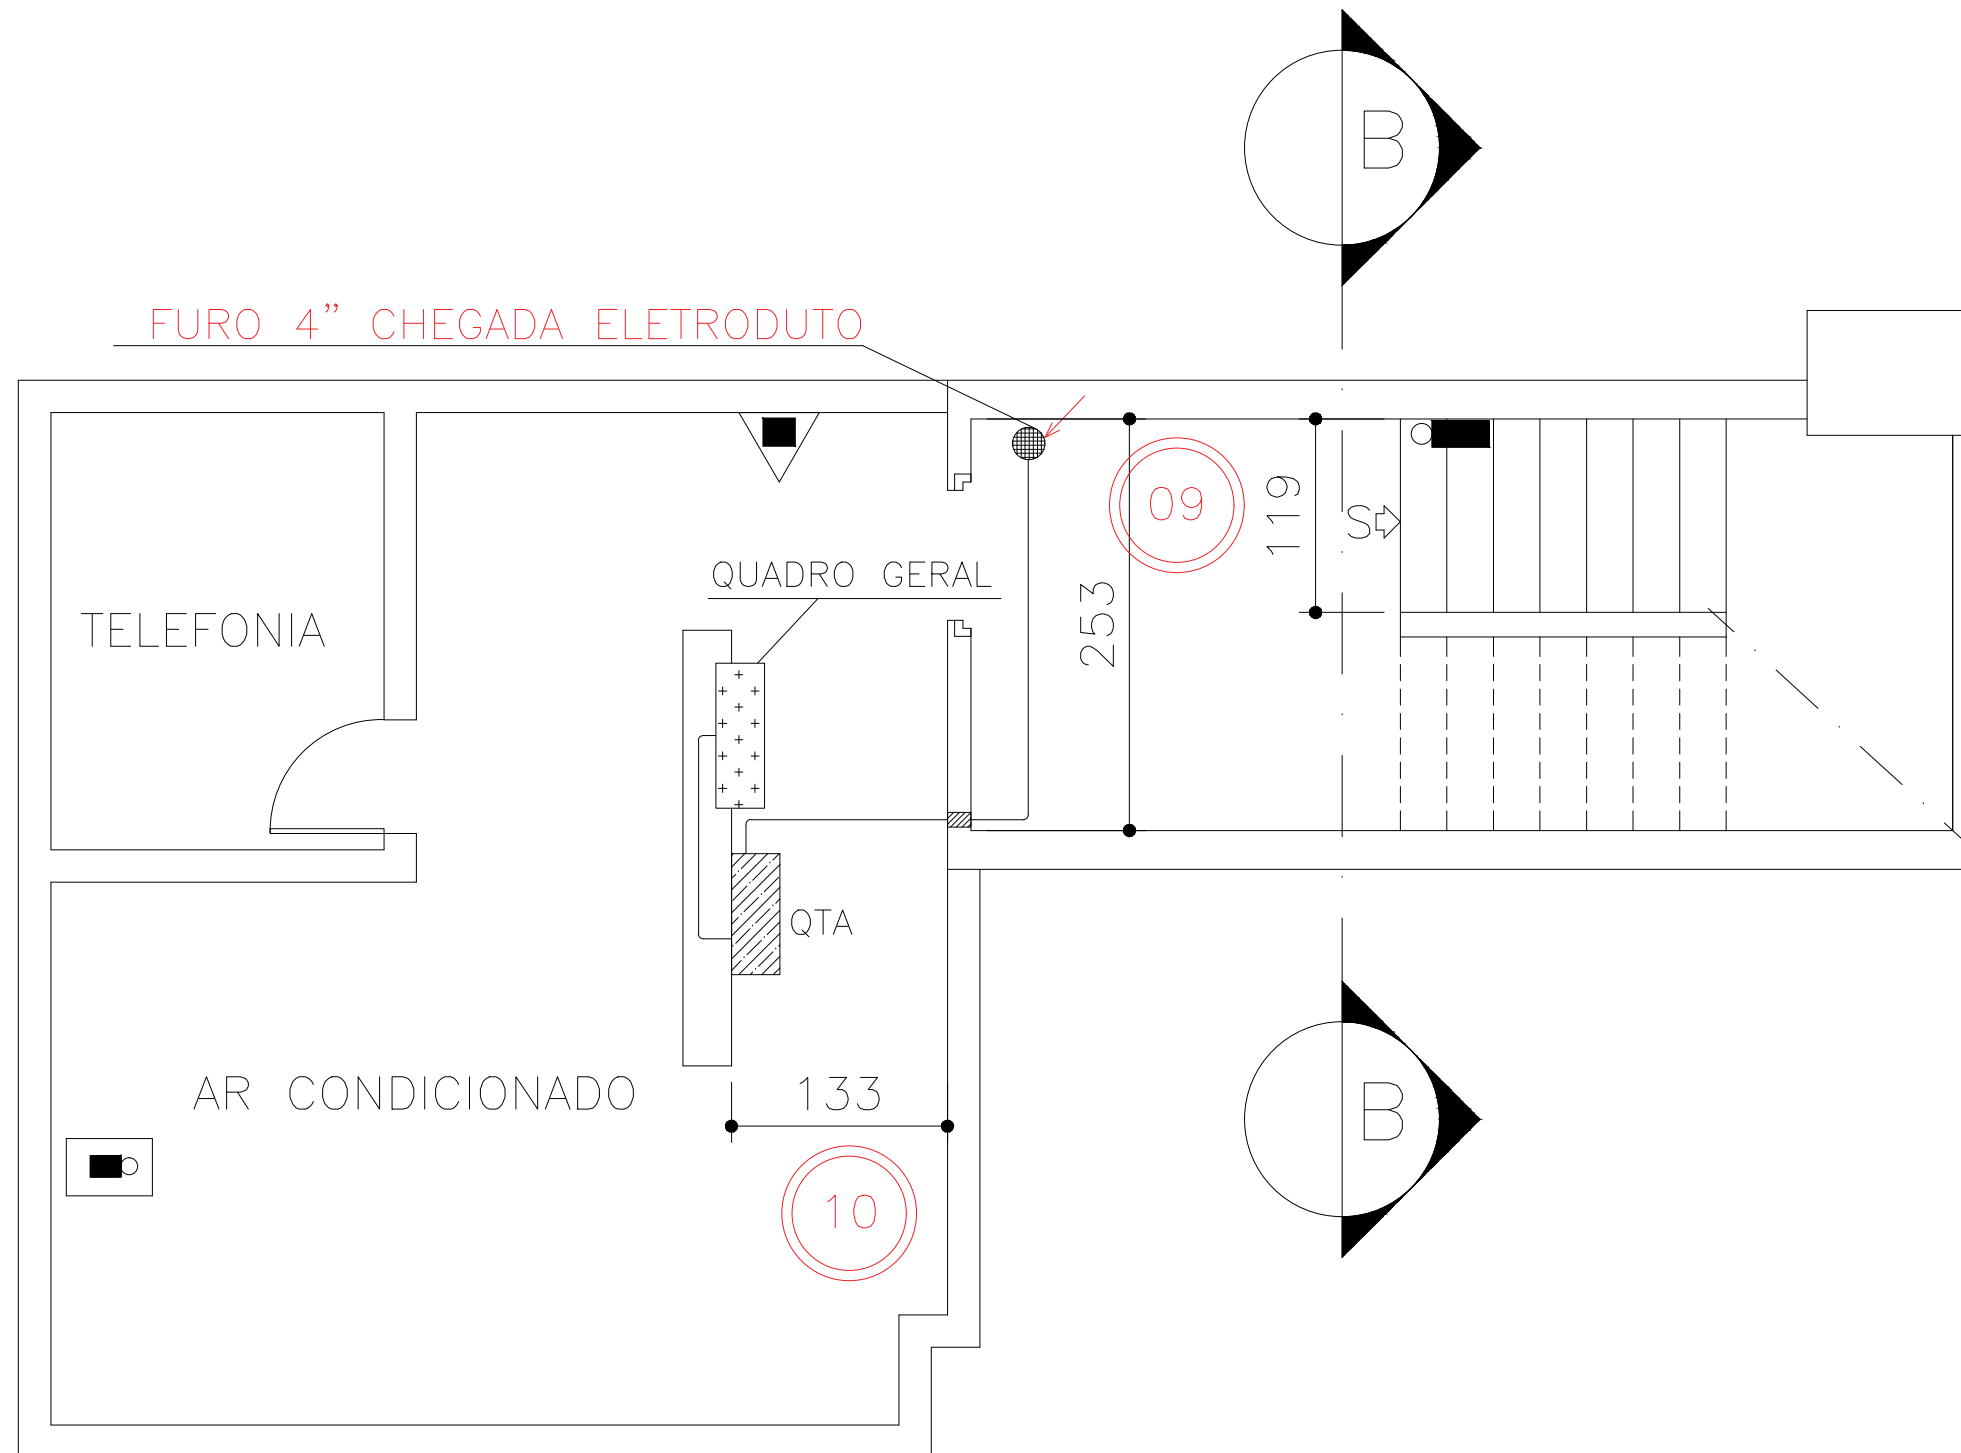 B
FURO 4” CHEGADA ELETRODUTO
09
119
S
QUADRO GERAL
253
TELEFONIA
QTA
AR CONDICIONADO
133
B
10